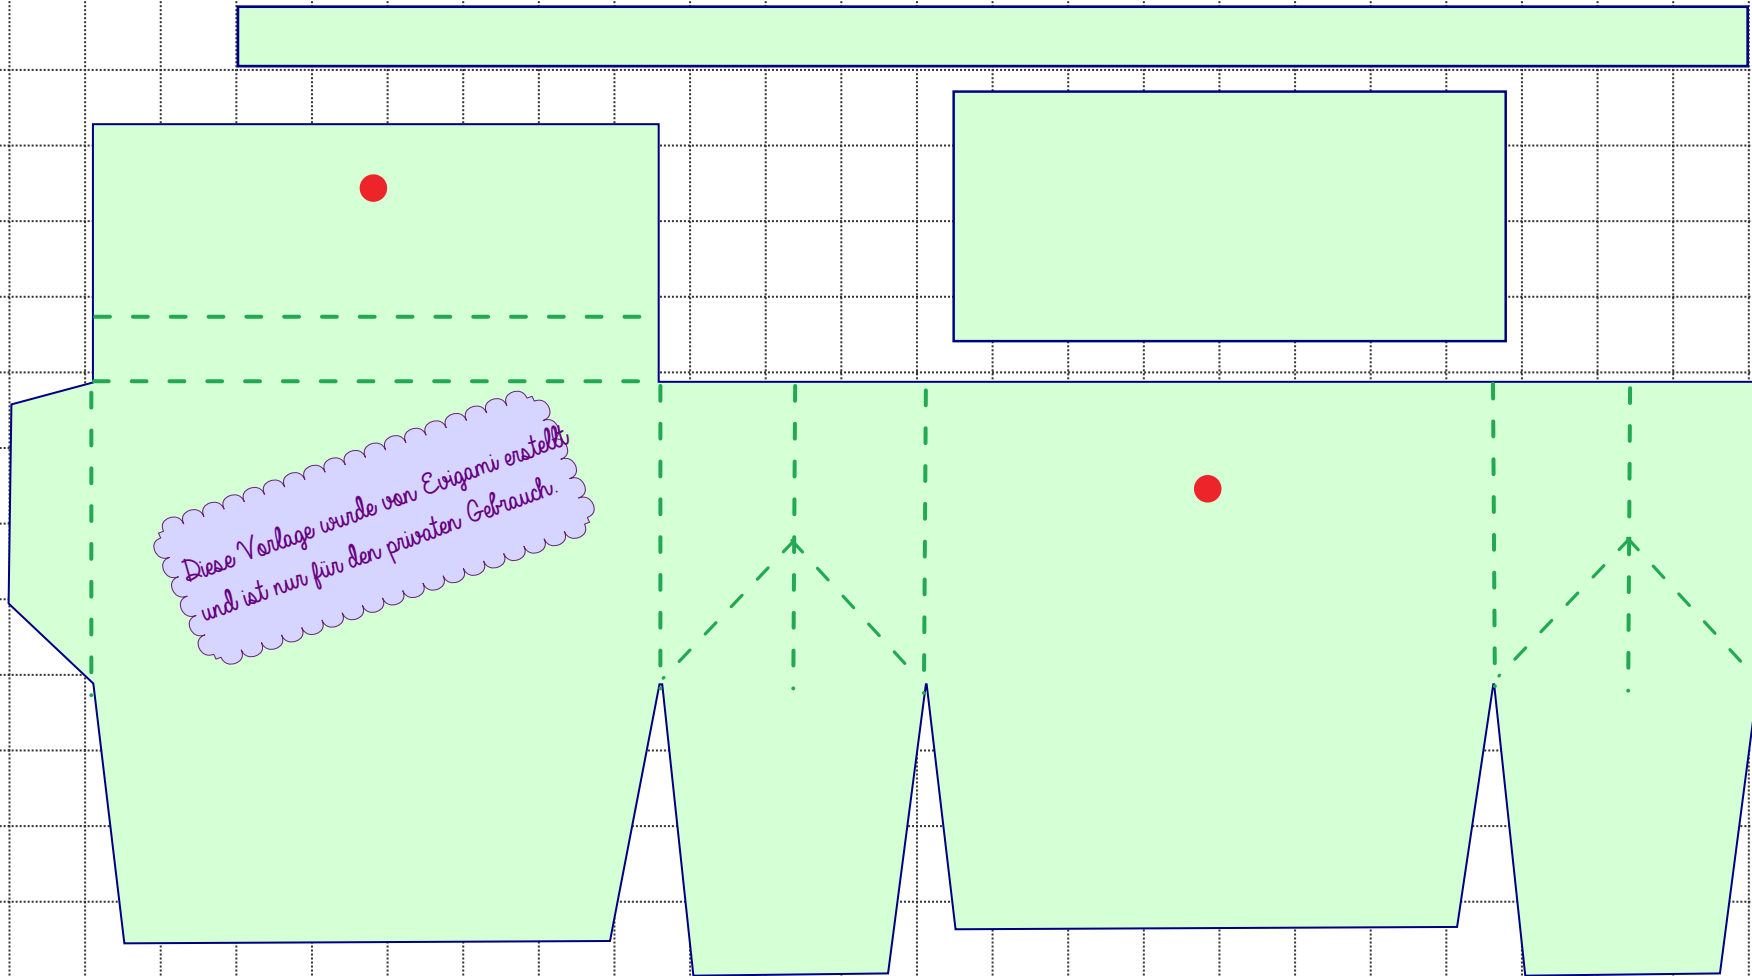 Diese Vorlage wurde von Evigami erstellt
und ist nur für den privaten Gebrauch.